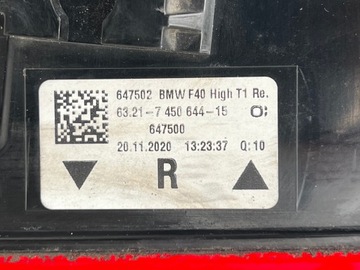 647502 BMW F40 High T1 Re.
63.21-7 450 644-15
647500
20.11.2020 13:23:37 Q:10
R